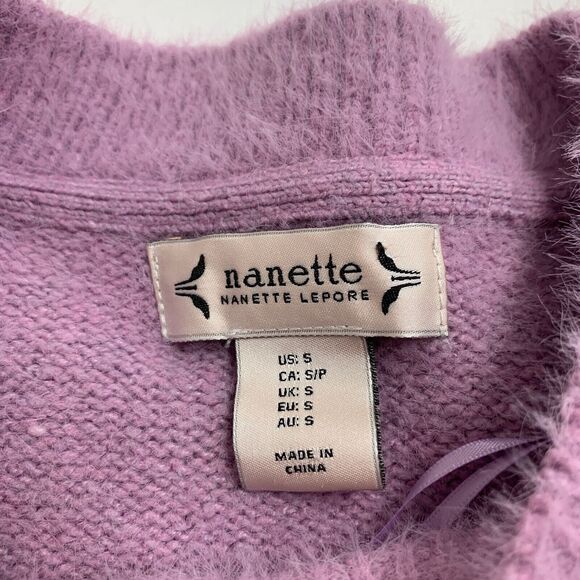 nanette
NANETTE LEPORE
US: S
CA: S/P
UK: S
EU: S
AU: S
MADE IN
CHINA